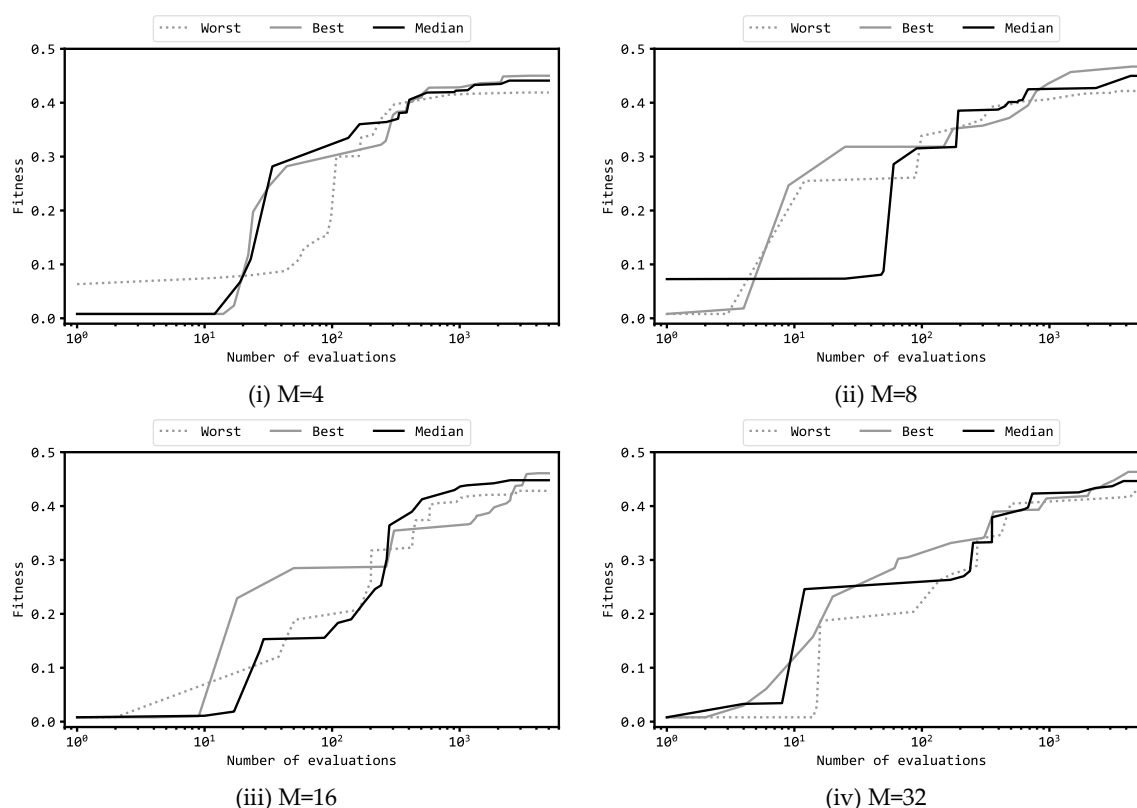 Worst Best Median
0.5
0.4
0.3
0.2
0.1
0.0
Fitness
10^0 10^1 10^2 10^3
Number of evaluations
(i) M=4
Worst Best Median
0.5
0.4
0.3
0.2
0.1
0.0
Fitness
10^0 10^1 10^2 10^3
Number of evaluations
(ii) M=8
Worst Best Median
0.5
0.4
0.3
0.2
0.1
0.0
Fitness
10^0 10^1 10^2 10^3
Number of evaluations
(iii) M=16
Worst Best Median
0.5
0.4
0.3
0.2
0.1
0.0
Fitness
10^0 10^1 10^2 10^3
Number of evaluations
(iv) M=32